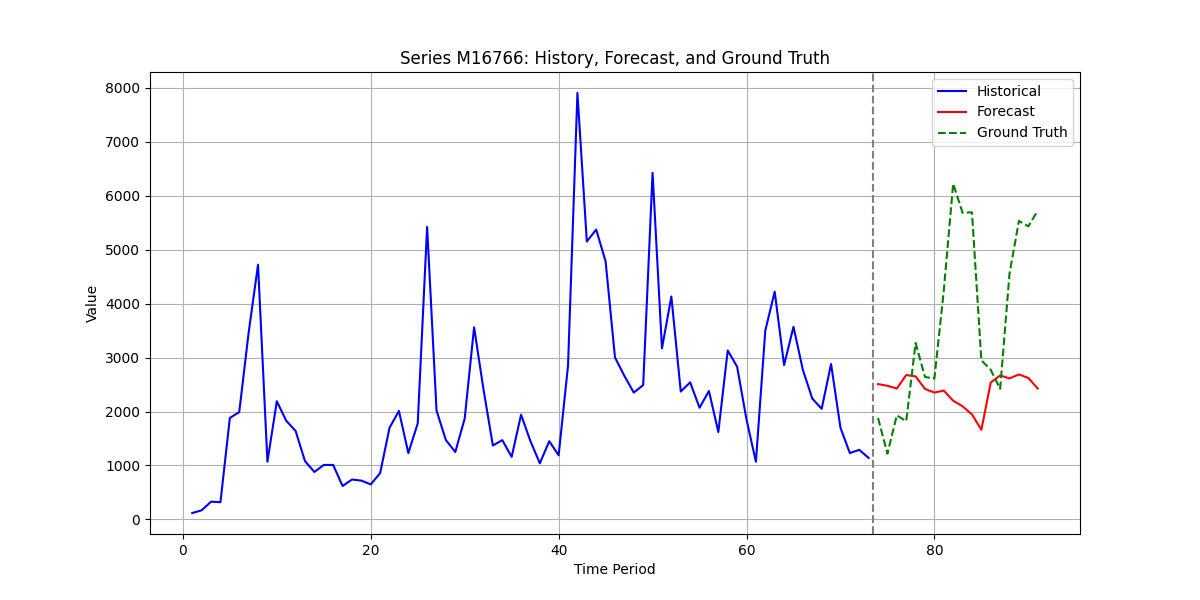 Series M16766: History, Forecast, and Ground Truth
Historical
Forecast
Ground Truth
8000
7000
6000
5000
4000
3000
2000
1000
0
Value
0 20 40 60 80
Time Period